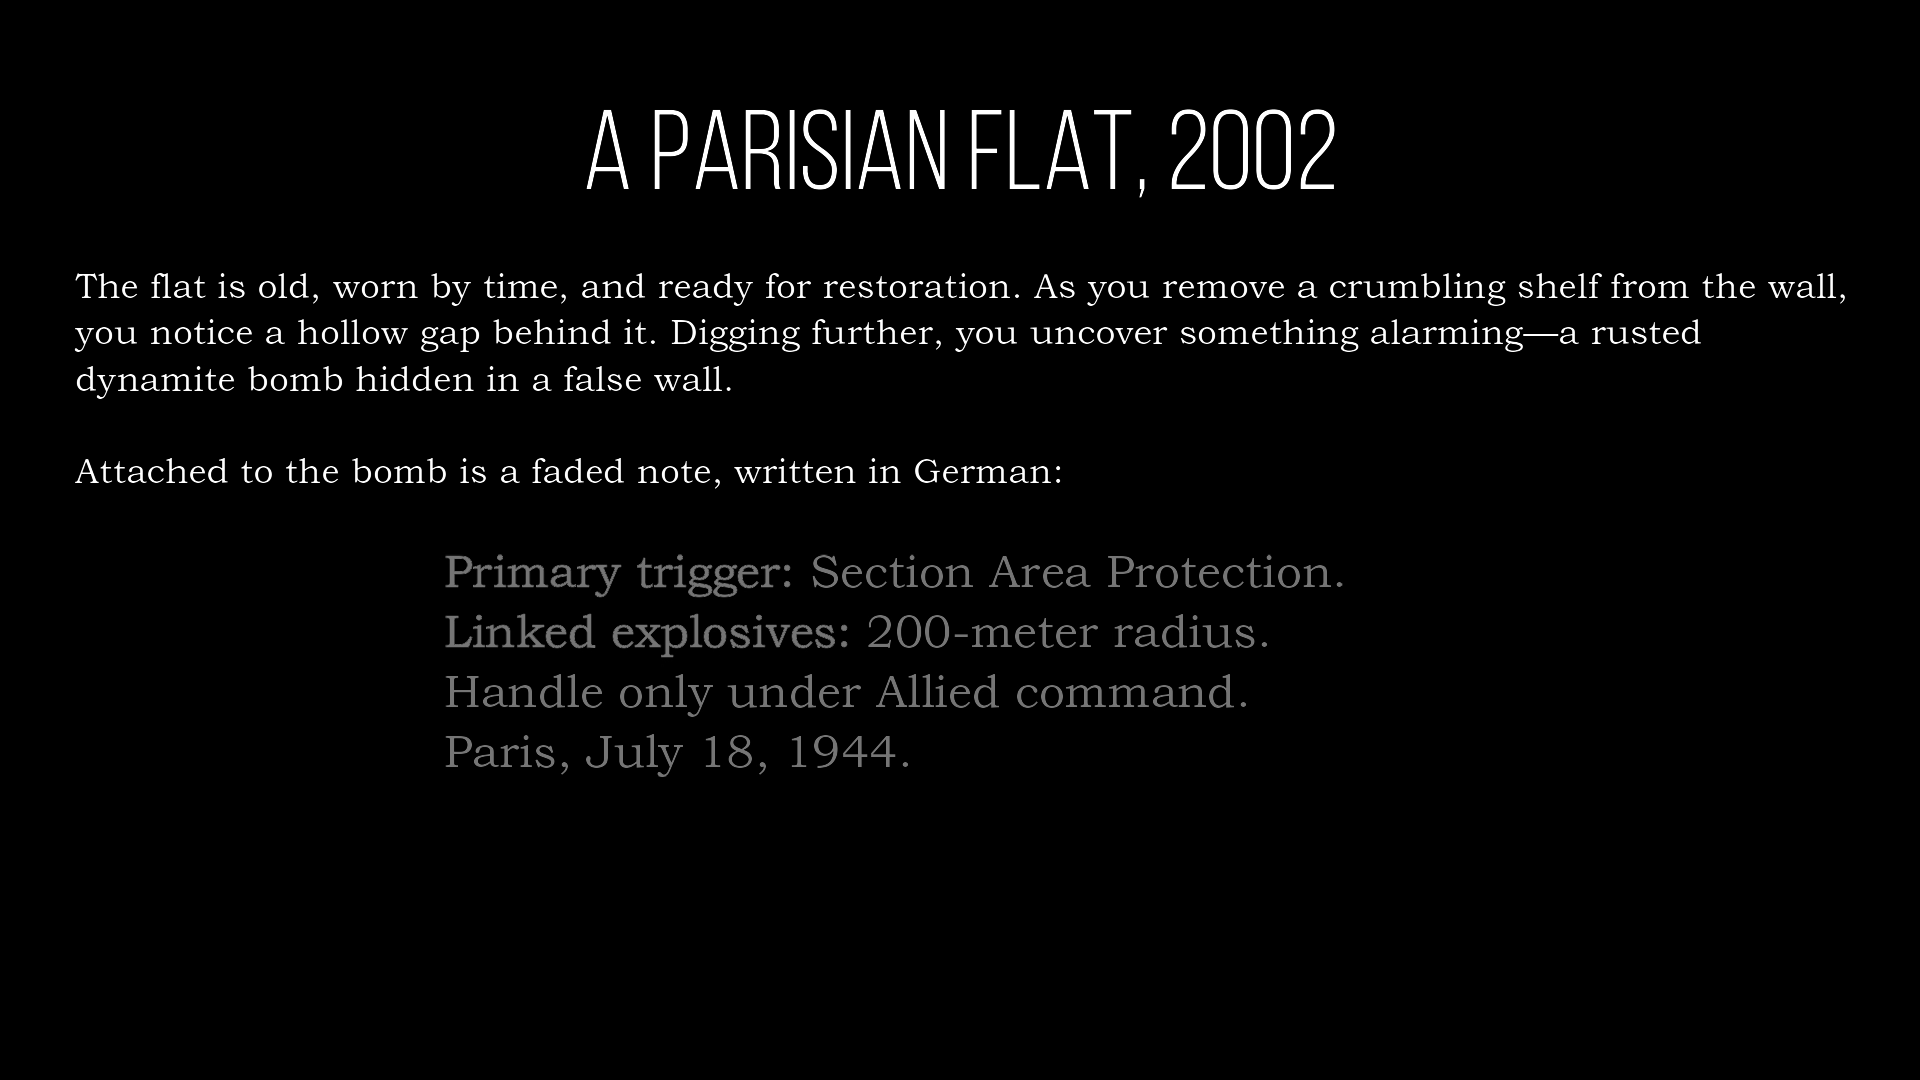 A PARISIAN FLAT, 2002
The flat is old, worn by time, and ready for restoration. As you remove a crumbling shelf from the wall,
you notice a hollow gap behind it. Digging further, you uncover something alarming—a rusted
dynamite bomb hidden in a false wall.
Attached to the bomb is a faded note, written in German:
Primary trigger: Section Area Protection.
Linked explosives: 200-meter radius.
Handle only under Allied command.
Paris, July 18, 1944.